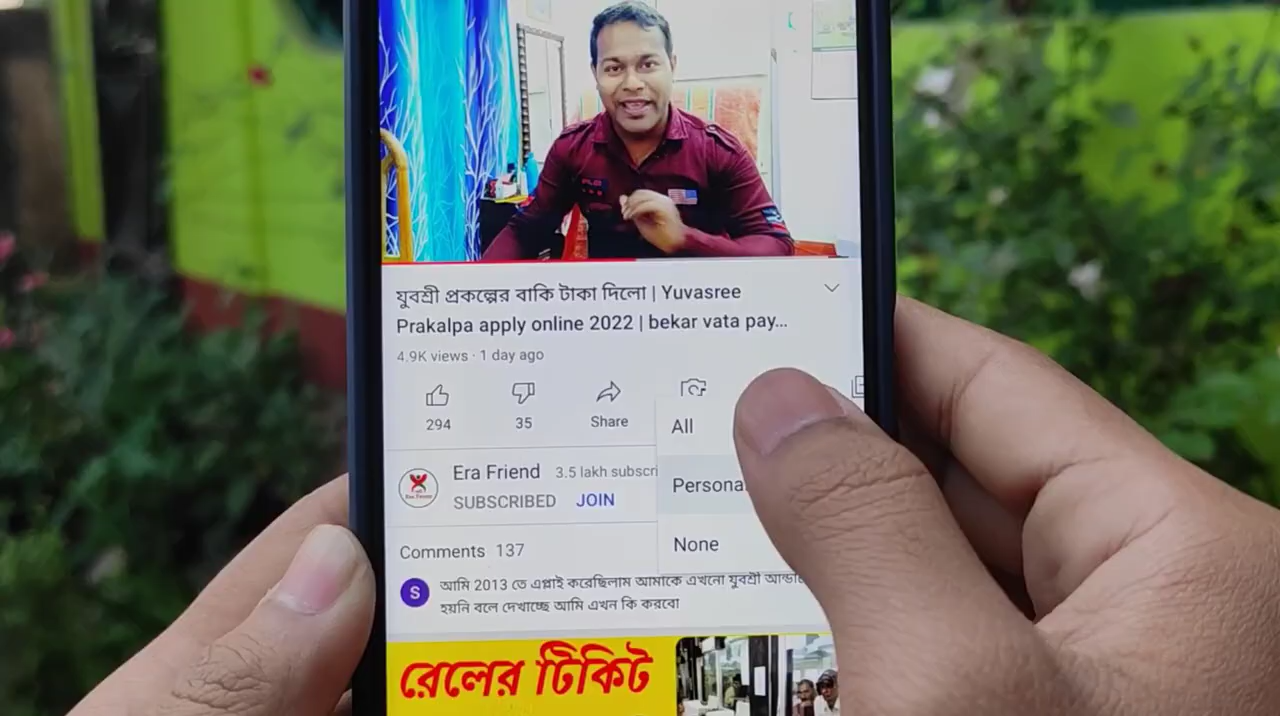 যুবশ্রী প্রকল্পের বাকি টাকা দিলো | Yuvasree
Prakalpa apply online 2022 | bekar vata pay...
4.9K views · 1 day ago
294
35
Share
All
Era Friend 3.5 lakh
SUBSCRIBED JOIN
None
Comments 137
S
আমি 2013 তে এপ্লাই করেছিলাম আমাকে এখনো যুবশ্রী
হয়নি বলে দেখাচ্ছে আমি এখন কি করবো
রেলের টিকিট